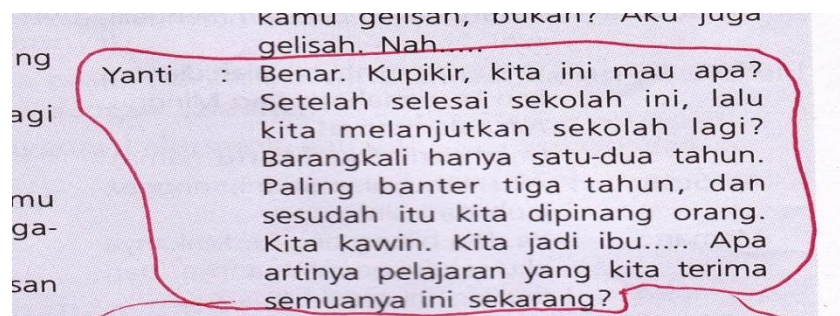 kamu gelisah, bukan? Aku juga
gelisah. Nah.....
ng
Yanti : Benar. Kupikir, kita ini mau apa?
Setelah selesai sekolah ini, lalu
agi
kita melanjutkan sekolah lagi?
Barangkali hanya satu-dua tahun.
Paling banter tiga tahun, dan
mu
sesudah itu kita dipinang orang.
ga-
Kita kawin. Kita jadi ibu..... Apa
artinya pelajaran yang kita terima
san
semuanya ini sekarang?